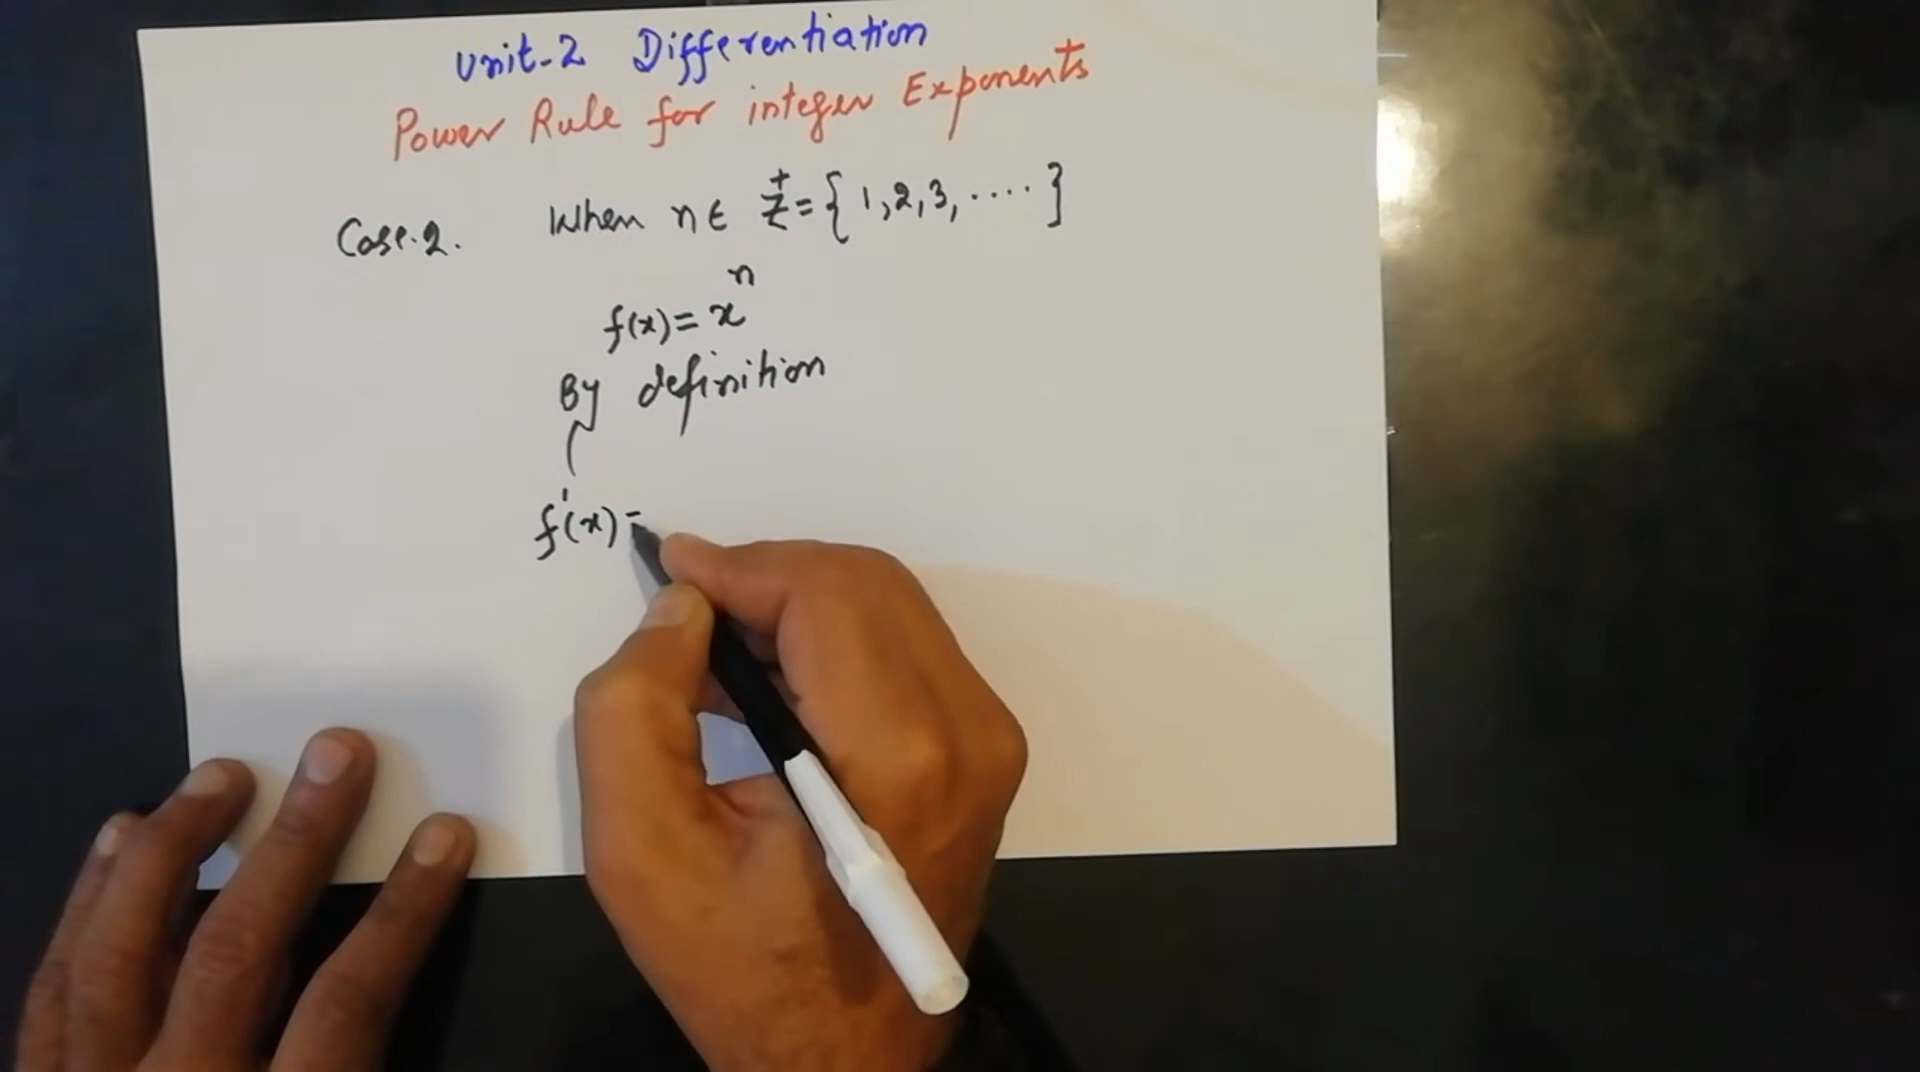 Unit-2 Differentiation
Power Rule for integer Exponents
Case.2. When n ∈ Z⁺ = { 1, 2, 3, ..... }
f(x) = xⁿ
By definition
f'(x) =